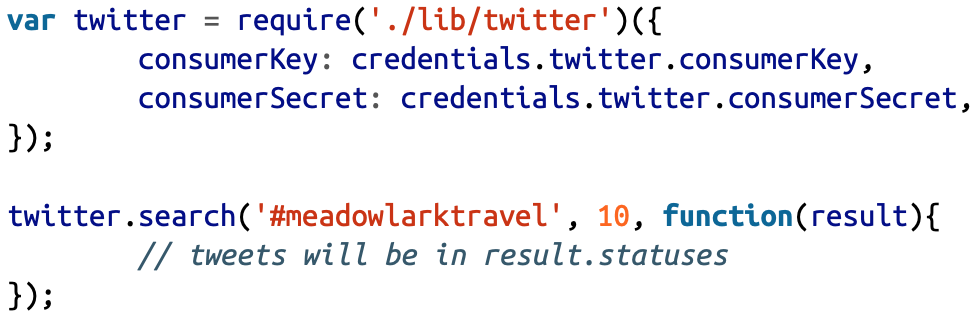 var twitter = require('./lib/twitter')({
        consumerKey: credentials.twitter.consumerKey,
        consumerSecret: credentials.twitter.consumerSecret,
});

twitter.search('#meadowlarktravel', 10, function(result){
        // tweets will be in result.statuses
});